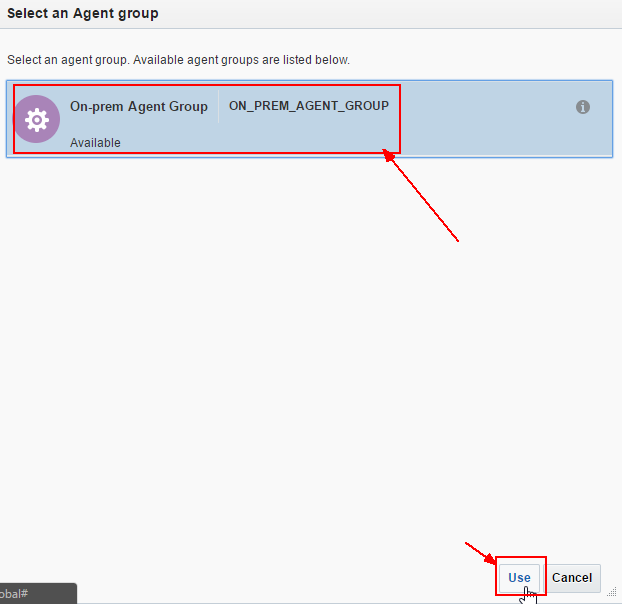 Select an Agent group
Select an agent group. Available agent groups are listed below.
On-prem Agent Group ON_PREM_AGENT_GROUP
Available
Use Cancel
obal#